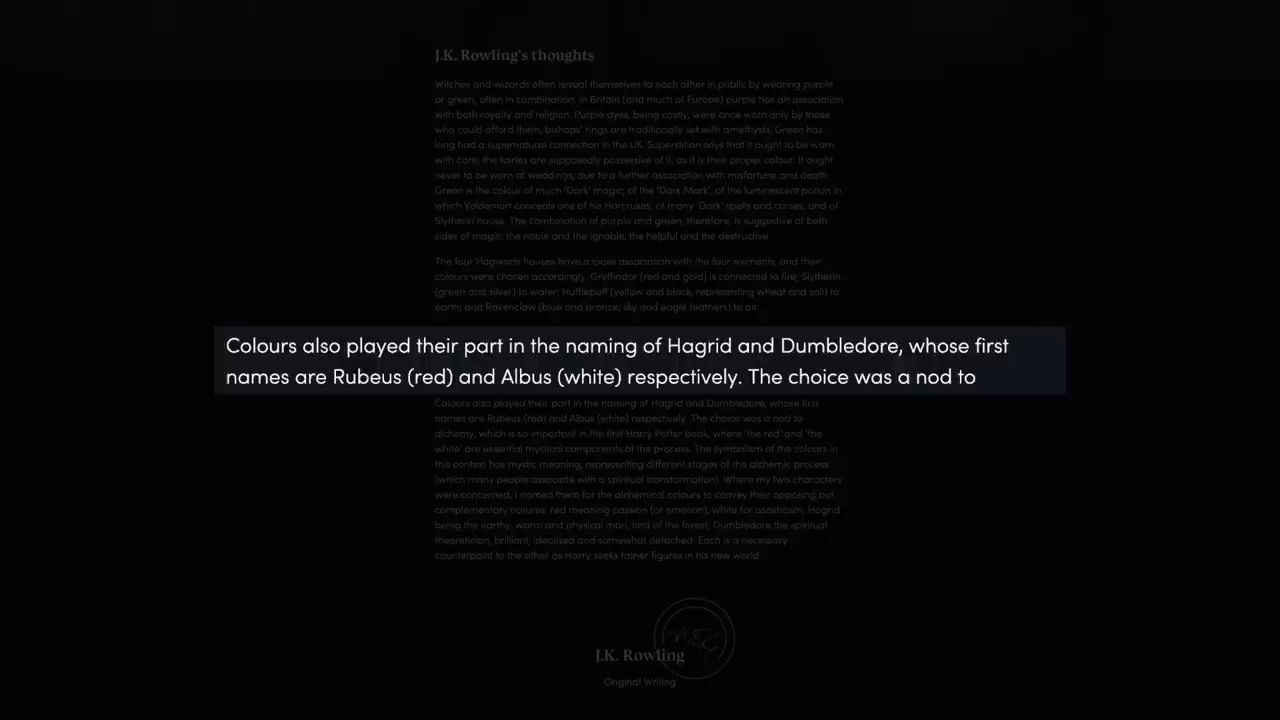 J.K. Rowling's thoughts
Witches and wizards often reveal themselves to each other in public by wearing purple
or green, often in combination. In Britain (and much of Europe) purple has an association
with both royalty and religion. Purple dyes, being costly, were once worn only by those
who could afford them; bishops' rings are traditionally set with amethysts. Green has
long had a supernatural connection in the UK. Superstition says that it ought to be worn
with care; the fairies are supposedly possessive of it, as it is their proper colour. It ought
never to be worn at weddings, due to a further association with misfortune and death.
Green is the colour of much 'Dark' magic; of the 'Dark Mark', of the luminescent potion in
which Voldemort conceals one of his Horcruxes, of many 'Dark' spells and curses, and of
Slytherin house. The combination of purple and green, therefore, is suggestive of both
sides of magic: the noble and the ignoble, the helpful and the destructive.
The four Hogwarts houses have a loose association with the four elements, and their
colours were chosen accordingly. Gryffindor (red and gold) is connected to fire; Slytherin
(green and silver) to water; Hufflepuff (yellow and black, representing wheat and soil) to
earth; and Ravenclaw (blue and bronze; sky and eagle feathers) to air.
Colours also played their part in the naming of Hagrid and Dumbledore, whose first
names are Rubeus (red) and Albus (white) respectively. The choice was a nod to
Colours also played their part in the naming of Hagrid and Dumbledore, whose first
names are Rubeus (red) and Albus (white) respectively. The choice was a nod to
alchemy, which is so important in the first Harry Potter book, where 'the red' and 'the
white' are essential mystical components of the process. The symbolism of the colours in
this context has mystic meaning, representing different stages of the alchemic process
(which many people associate with a spiritual transformation). Where my two characters
were concerned, I named them for the alchemical colours to convey their opposing but
complementary natures: red meaning passion (or emotion); white for asceticism; Hagrid
being the earthy, warm and physical man, lord of the forest; Dumbledore the spiritual
theoretician, brilliant, idealised and somewhat detached. Each is a necessary
counterpoint to the other as Harry seeks father figures in his new world.
J.K. Rowling
Original Writing